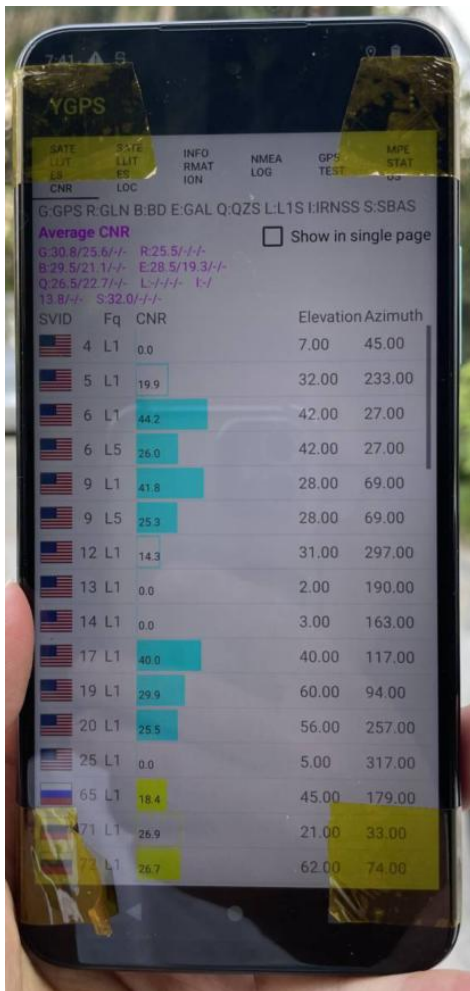 7:41
YGPS
SATE LLIT ES CNR
SATE LLIT ES LOC
INFO RMAT ION
NMEA LOG
GPS TEST
MPE STAT US
G:GPS R:GLN B:BD E:GAL Q:QZS L:L1S I:IRNSS S:SBAS
Average CNR
Show in single page
G:30.8/25.6/-/- R:25.5/-/-/-
B:29.5/21.1/-/- E:28.5/19.3/-/-
Q:26.5/22.7/-/- L:-/-/-/- I:-/
13.8/-/- S:32.0/-/-/-
SVID Fq CNR Elevation Azimuth
4 L1 0.0 7.00 45.00
5 L1 19.9 32.00 233.00
6 L1 44.2 42.00 27.00
6 L5 26.0 42.00 27.00
9 L1 41.8 28.00 69.00
9 L5 25.3 28.00 69.00
12 L1 14.3 31.00 297.00
13 L1 0.0 2.00 190.00
14 L1 0.0 3.00 163.00
17 L1 40.0 40.00 117.00
19 L1 29.9 60.00 94.00
20 L1 25.5 56.00 257.00
25 L1 0.0 5.00 317.00
65 L1 18.4 45.00 179.00
71 L1 26.9 21.00 33.00
72 L1 26.7 62.00 74.00